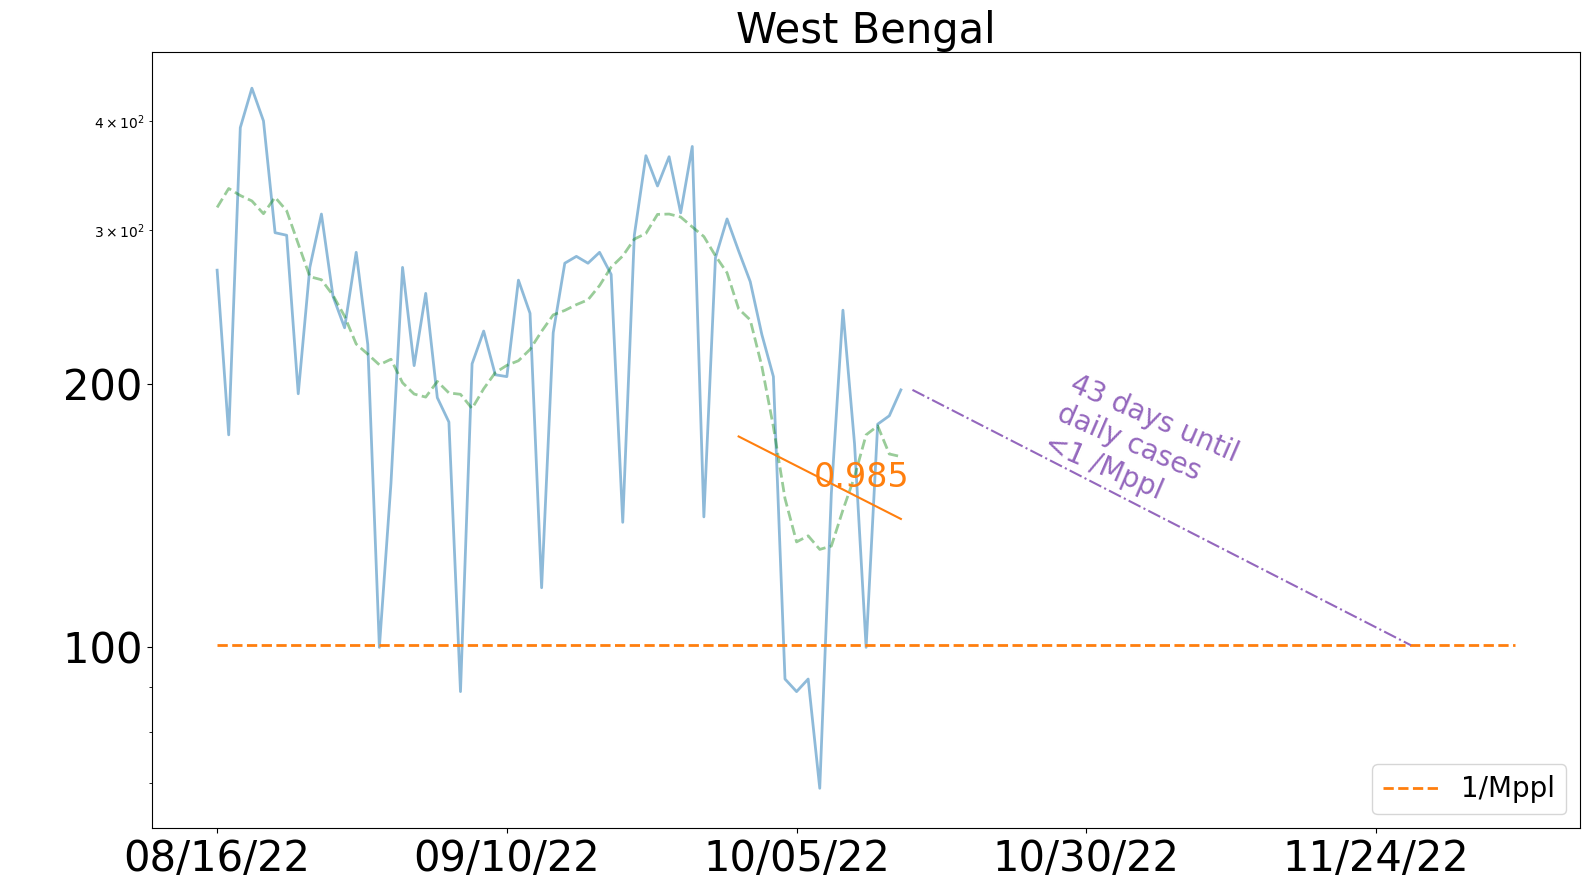 West Bengal
4 × 10²
3 × 10²
200
100
0.985
43 days until
daily cases
<1 /Mppl
1/Mppl
08/16/22 09/10/22 10/05/22 10/30/22 11/24/22